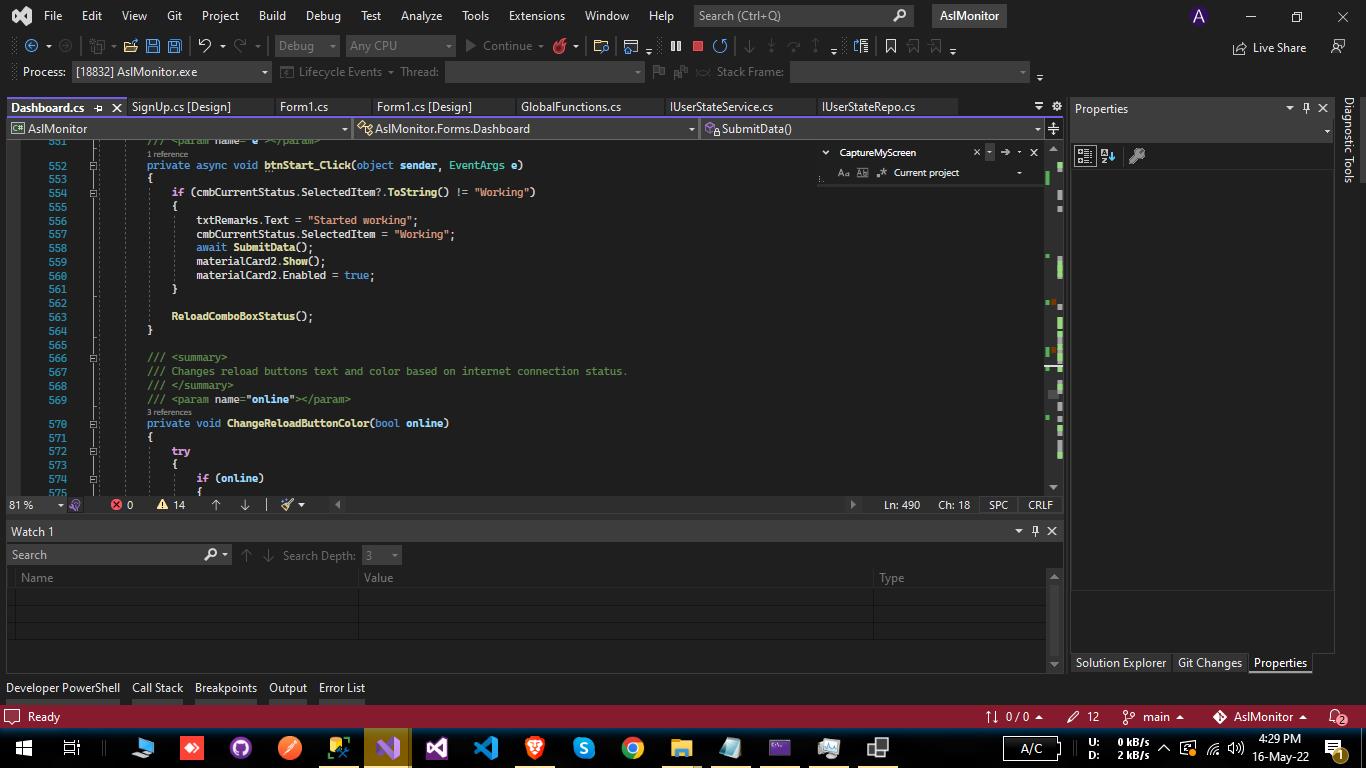 File Edit View Git Project Build Debug Test Analyze Tools Extensions Window Help Search (Ctrl+Q) AslMonitor A
Debug Any CPU Continue Live Share
Process: [18832] AslMonitor.exe Lifecycle Events Thread: Stack Frame:
Dashboard.cs SignUp.cs [Design] Form1.cs Form1.cs [Design] GlobalFunctions.cs IUserStateService.cs IUserStateRepo.cs
Properties
Diagnostic Tools
C# AslMonitor AslMonitor.Forms.Dashboard SubmitData()
CaptureMyScreen
Aa Ab Current project
551 /// <param name="e"></param>
1 reference
552 private async void btnStart_Click(object sender, EventArgs e)
553 {
554 if (cmbCurrentStatus.SelectedItem?.ToString() != "Working")
555 {
556 txtRemarks.Text = "Started working";
557 cmbCurrentStatus.SelectedItem = "Working";
558 await SubmitData();
559 materialCard2.Show();
560 materialCard2.Enabled = true;
561 }
562
563 ReloadComboBoxStatus();
564 }
565
566 /// <summary>
567 /// Changes reload buttons text and color based on internet connection status.
568 /// </summary>
569 /// <param name="online"></param>
3 references
570 private void ChangeReloadButtonColor(bool online)
571 {
572 try
573 {
574 if (online)
575 {
81 % 0 14 Ln: 490 Ch: 18 SPC CRLF
Watch 1
Search Search Depth: 3
Name Value Type
Solution Explorer Git Changes Properties
Developer PowerShell Call Stack Breakpoints Output Error List
Ready 0 / 0 12 main AslMonitor 2
A/C U: 0 kB/s
D: 2 kB/s
4:29 PM
16-May-22
1